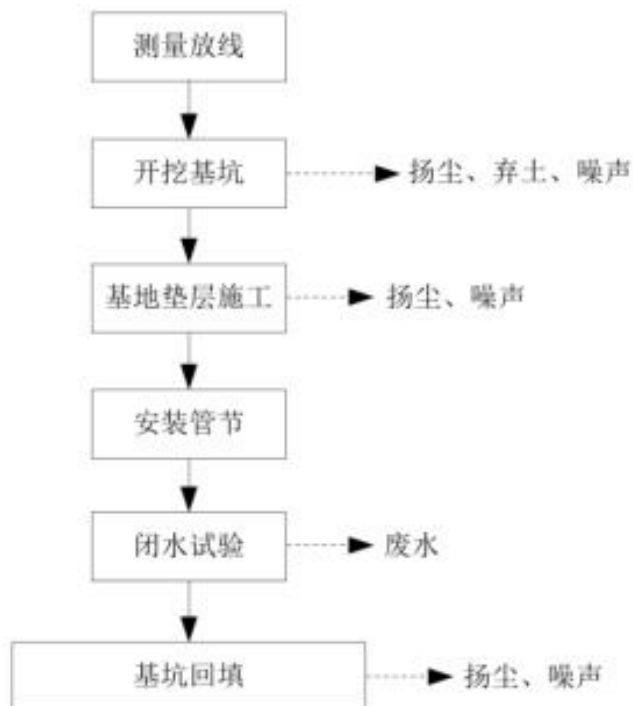 测量放线
开挖基坑
扬尘、弃土、噪声
基地垫层施工
扬尘、噪声
安装管节
闭水试验
废水
基坑回填
扬尘、噪声